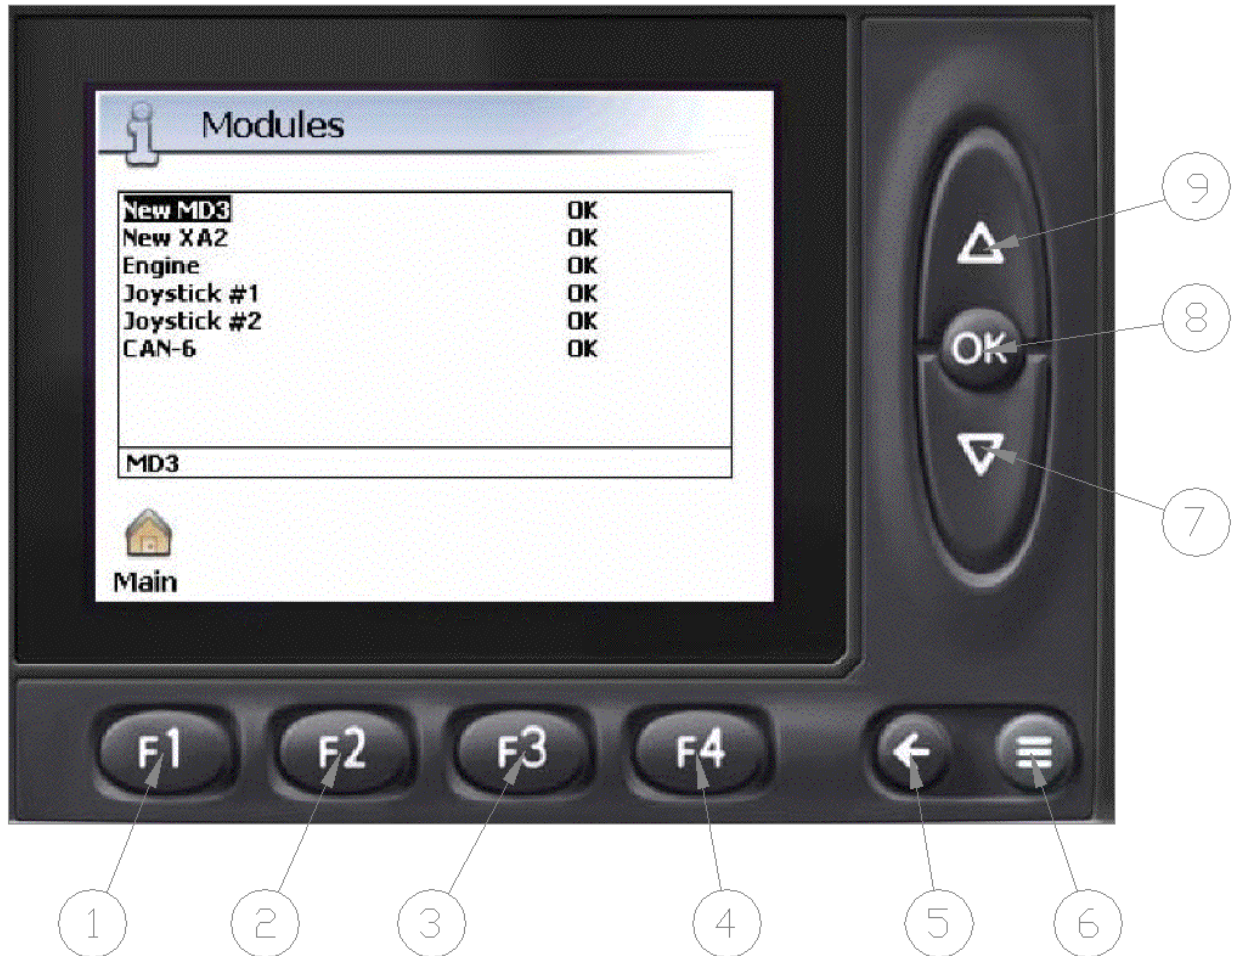 Modules
New MD3 OK
New XA2 OK
Engine OK
Joystick #1 OK
Joystick #2 OK
CAN-6 OK
MD3
Main
OK
F1 F2 F3 F4
1 2 3 4 5 6
9
8
7